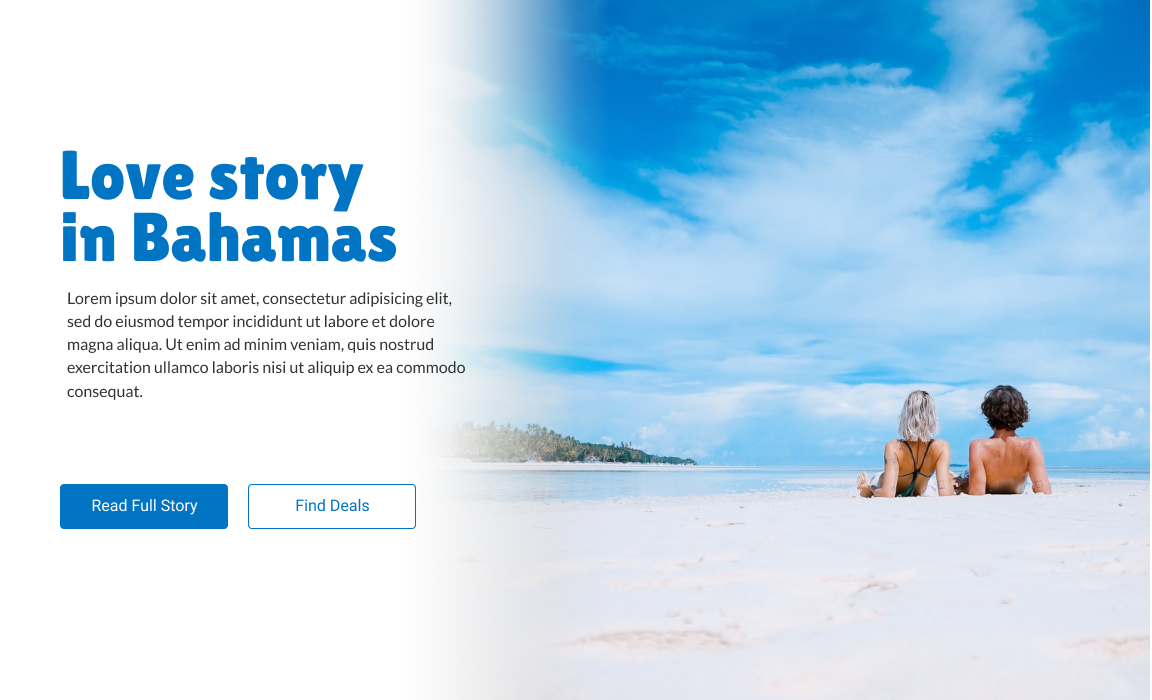 Love story
in Bahamas
Lorem ipsum dolor sit amet, consectetur adipisicing elit,
sed do eiusmod tempor incididunt ut labore et dolore
magna aliqua. Ut enim ad minim veniam, quis nostrud
exercitation ullamco laboris nisi ut aliquip ex ea commodo
consequat.
Read Full Story
Find Deals